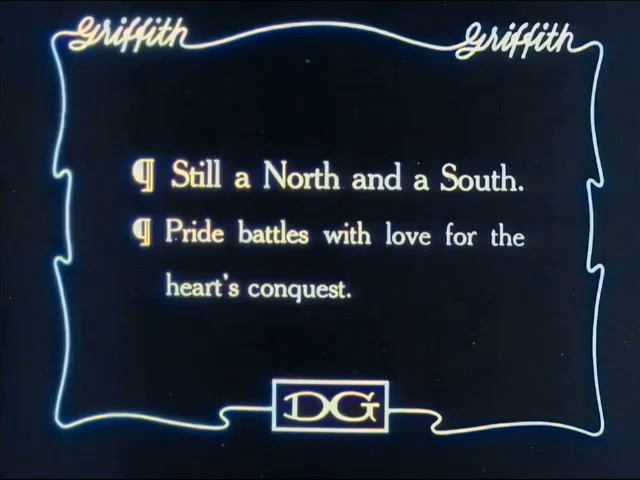 Griffith Griffith
¶ Still a North and a South.
¶ Pride battles with love for the
heart's conquest.
DG